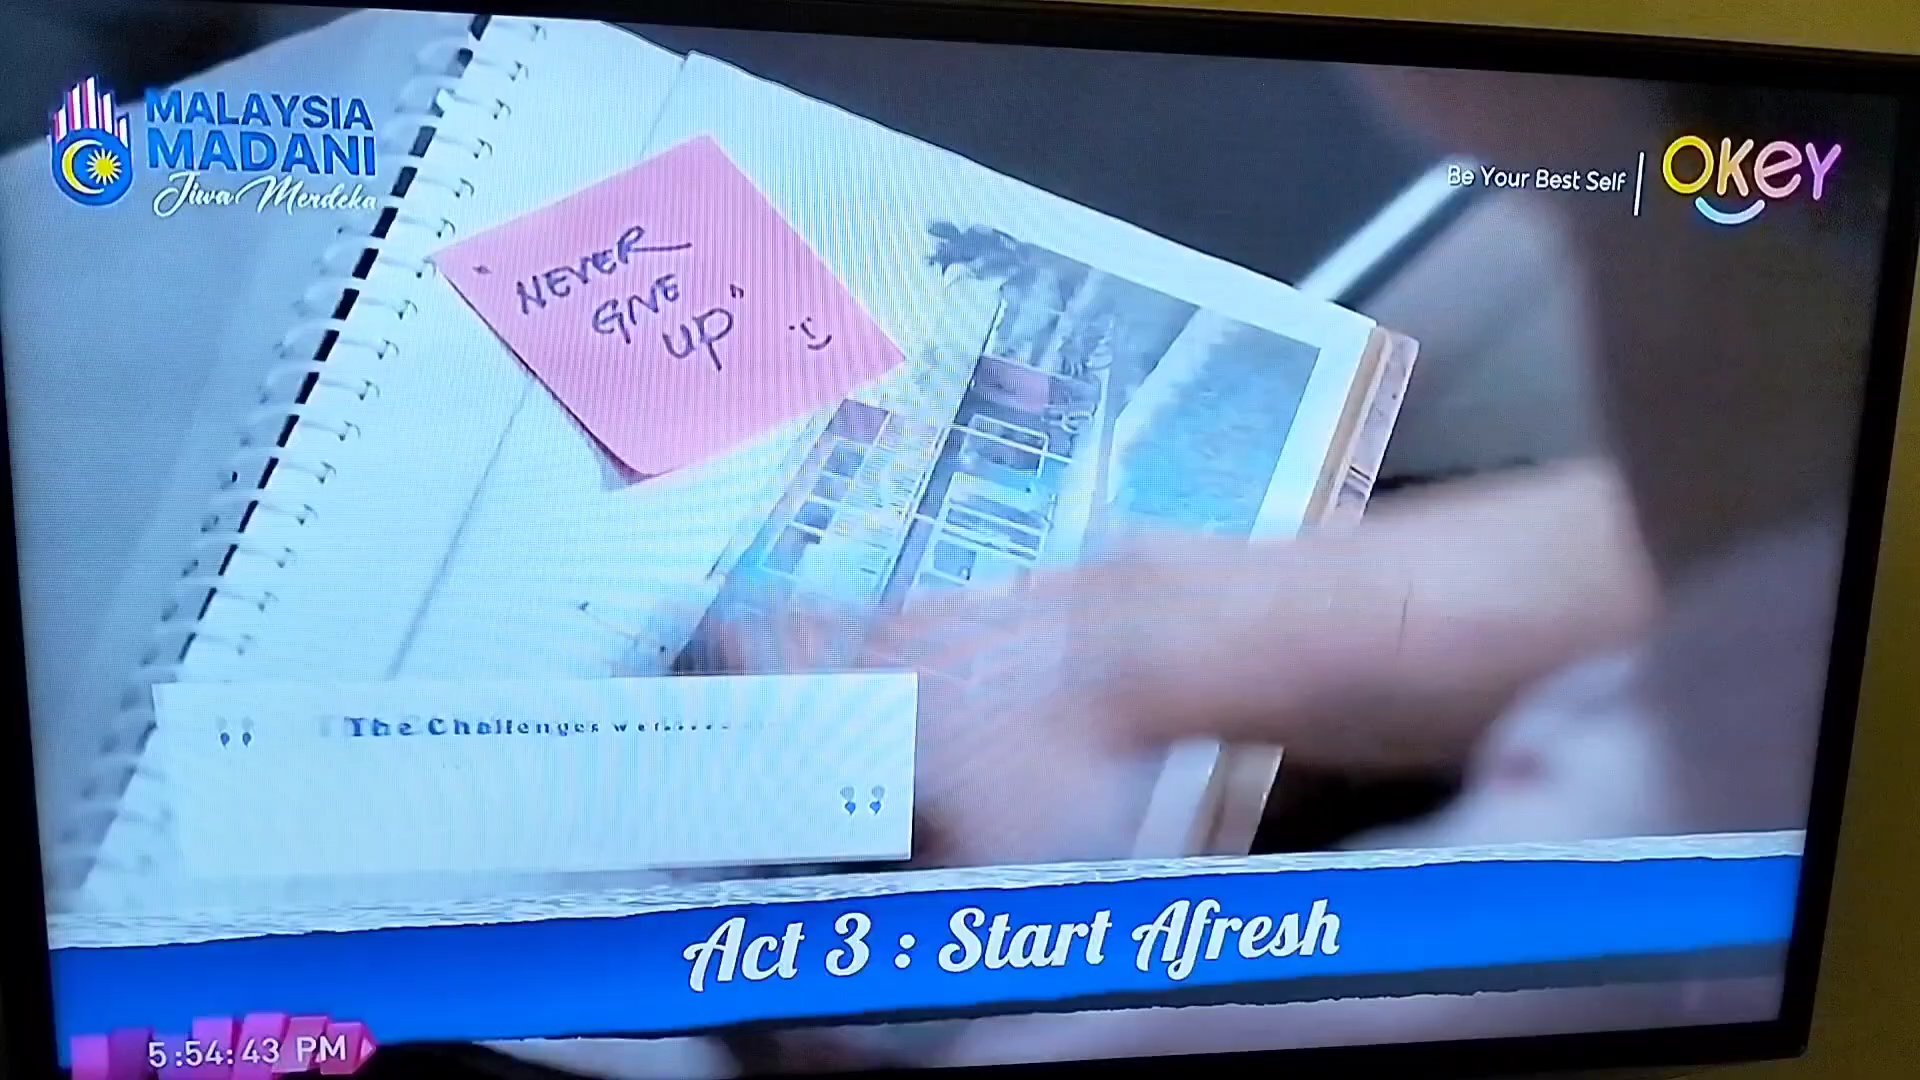 MALAYSIA
MADANI
Jiwa Merdeka
Be Your Best Self
OKEY
"NEVER
GIVE
UP"
The Challenges
Act 3 : Start Afresh
5:54:43 PM